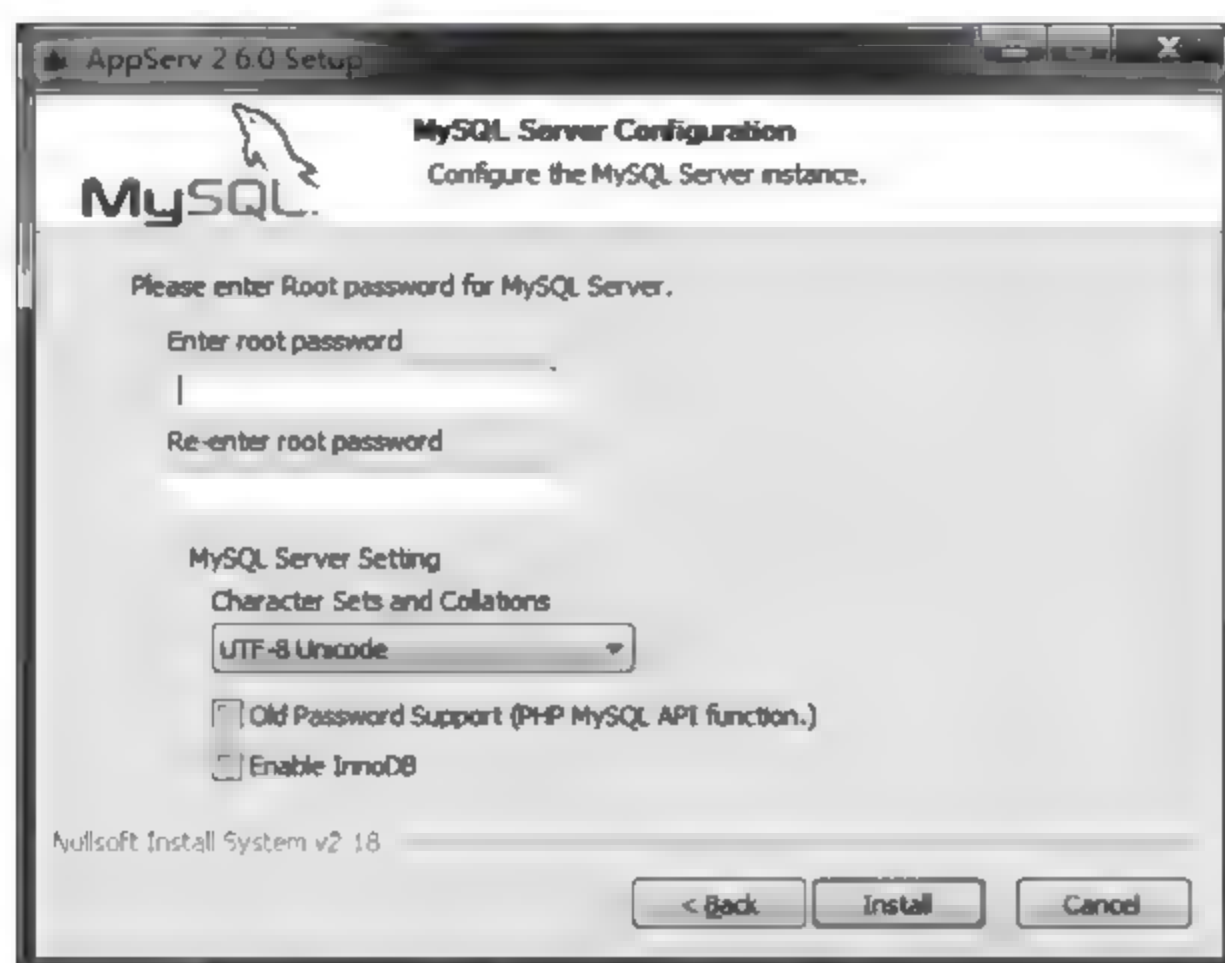 AppServ 2.6.0 Setup
X
MySQL Server Configuration
Configure the MySQL Server instance.
MySQL.
Please enter Root password for MySQL Server.
Enter root password
Re-enter root password
MySQL Server Setting
Character Sets and Collations
UTF-8 Unicode
Old Password Support (PHP MySQL API function.)
Enable InnoDB
Nullsoft Install System v2.18
< Back
Install
Cancel